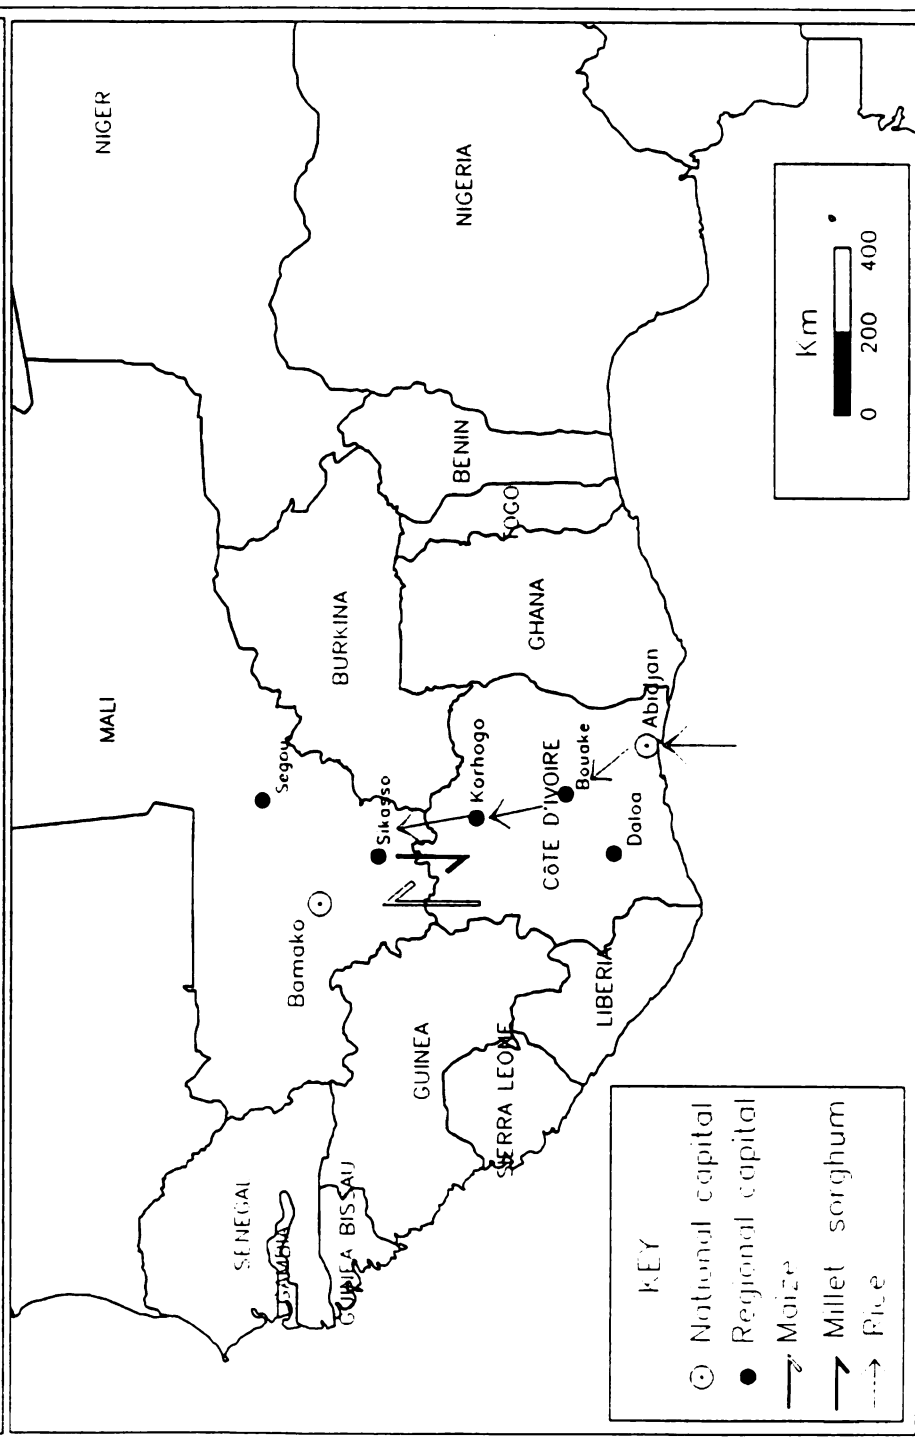 NIGER
MALI
NIGERIA
Segou
BURKINA
BENIN
TOGO
Sikasso
Bamako
Korhogo
GHANA
CôTE D'IVOIRE
Bouake
Abidjan
Daloa
SENEGAL
GAMBIA
GUINEA BISSAU
GUINEA
SIERRA LEONE
LIBERIA
Km
0 200 400
KEY
National capital
Regional capital
Maize
Millet sorghum
Rice